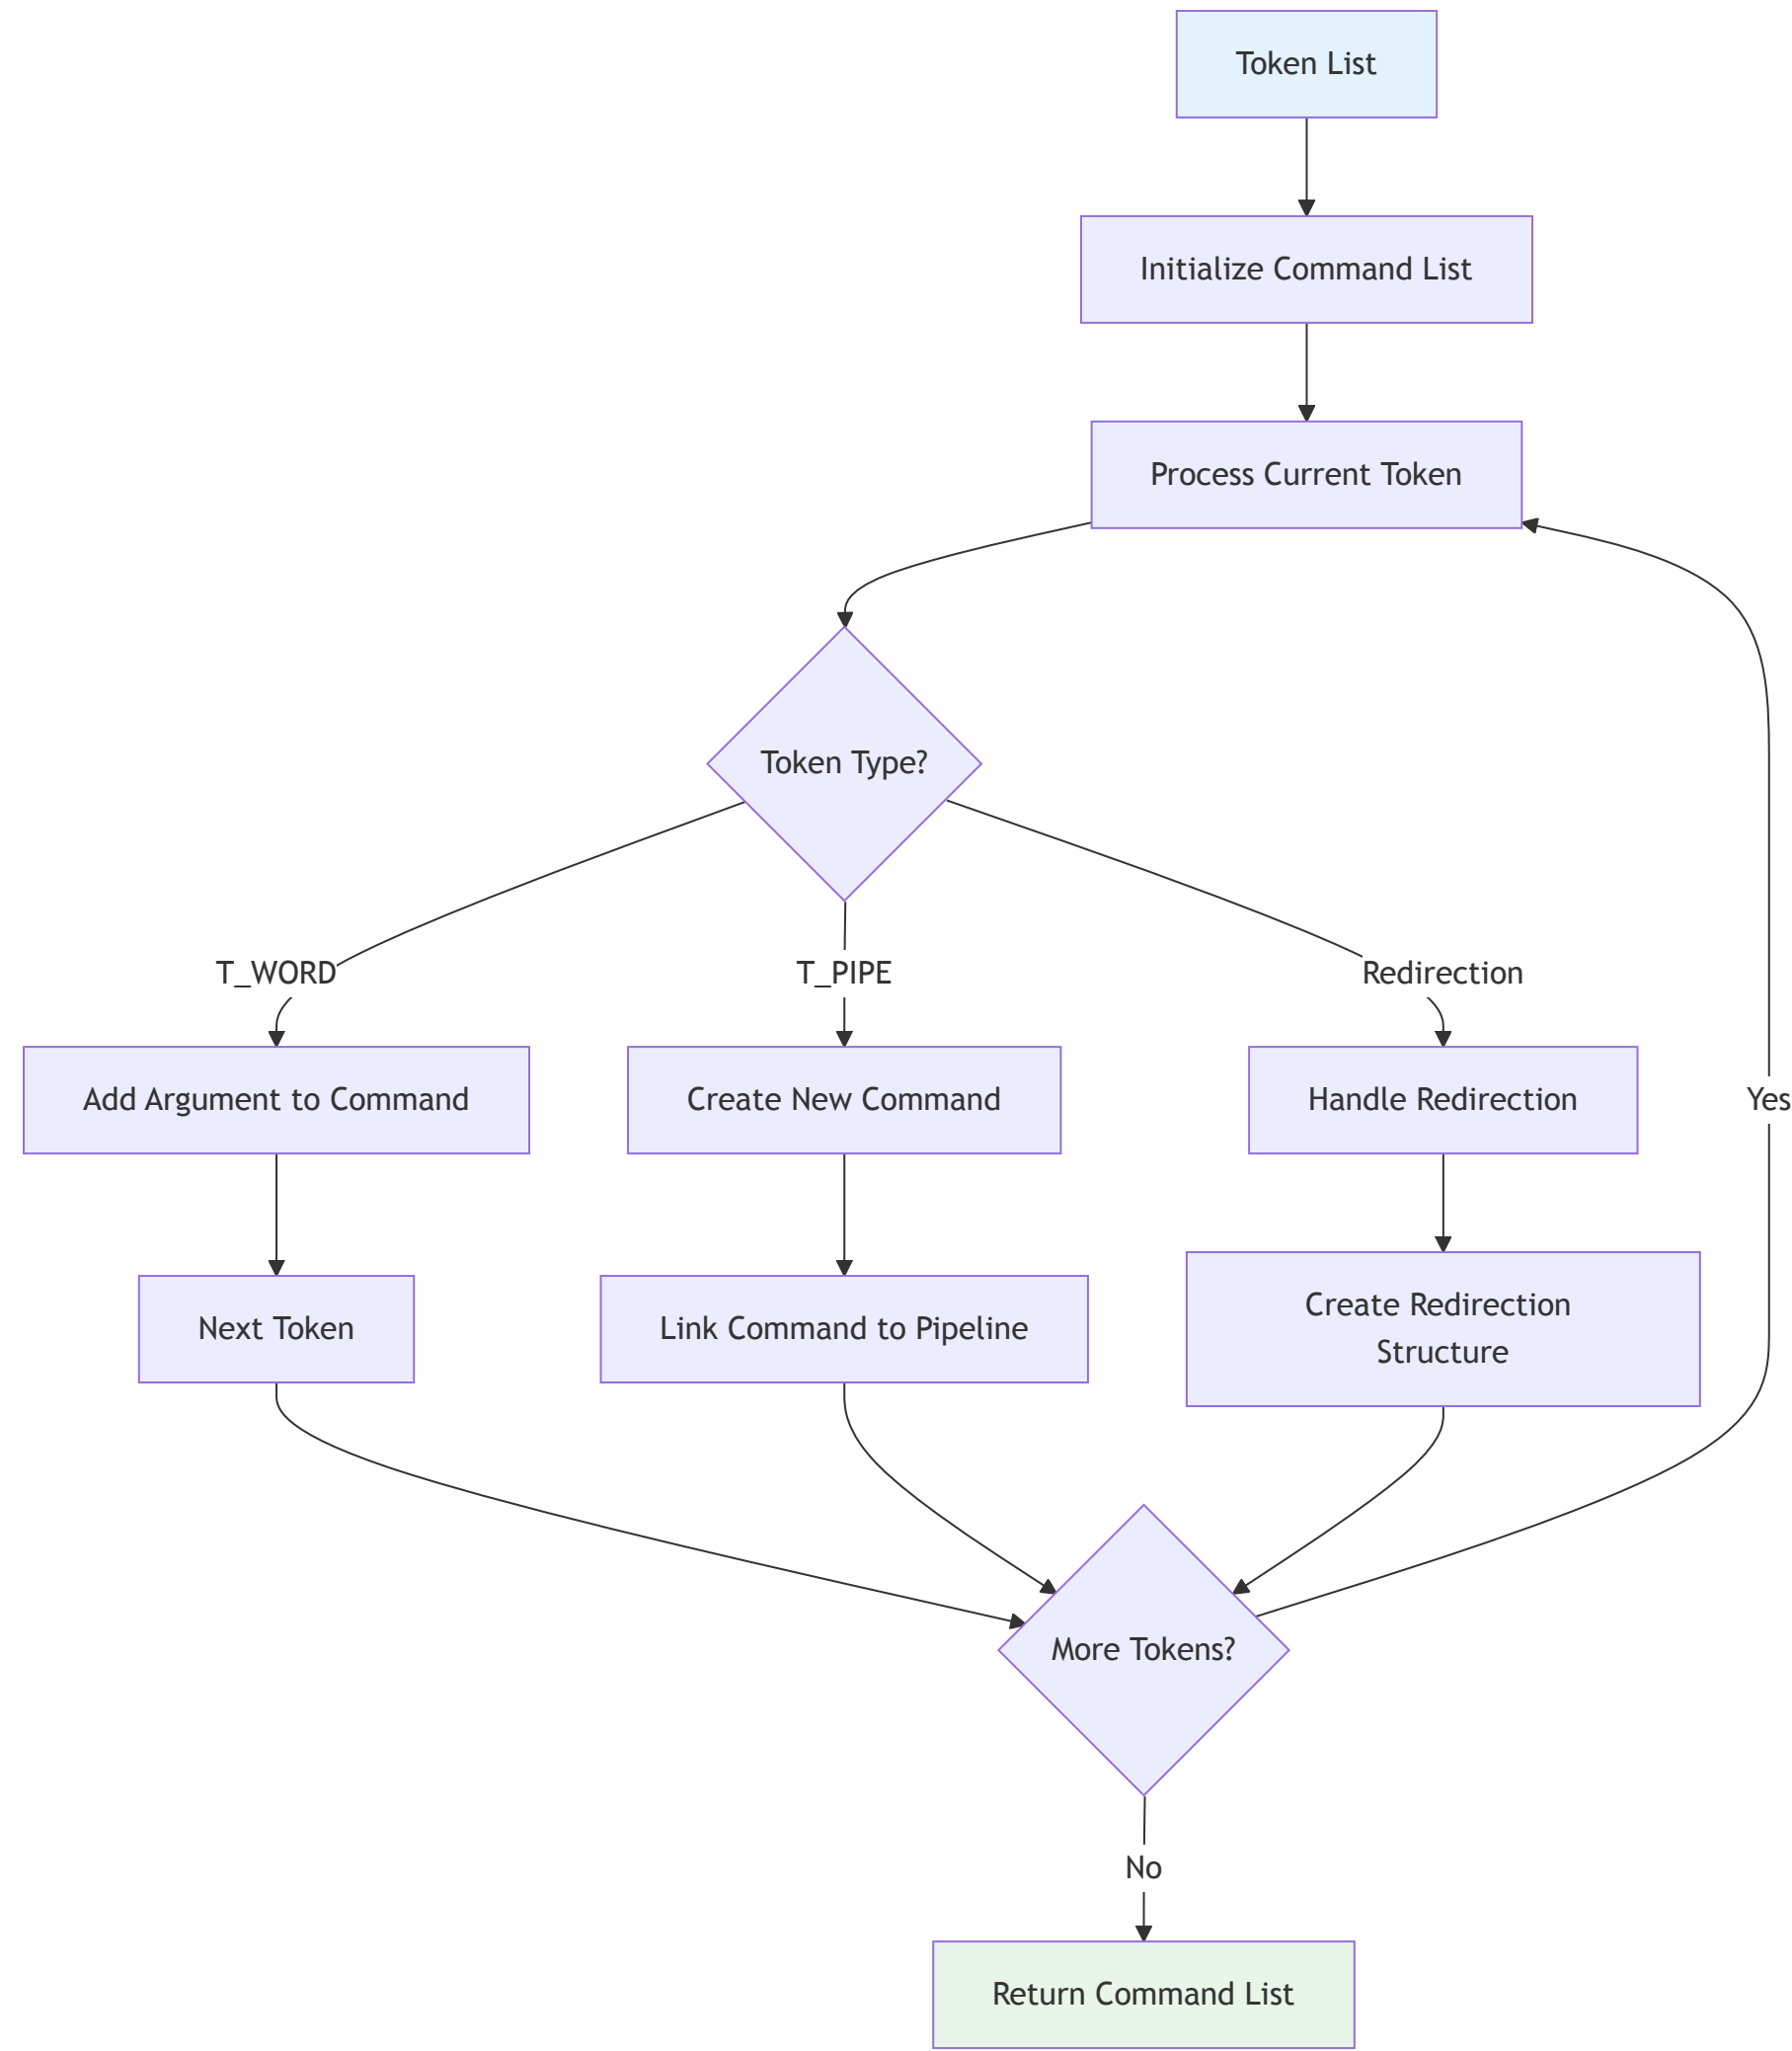 Token List
Initialize Command List
Process Current Token
Token Type?
T_WORD
T_PIPE
Redirection
Add Argument to Command
Create New Command
Handle Redirection
Yes
Next Token
Link Command to Pipeline
Create Redirection
Structure
More Tokens?
No
Return Command List